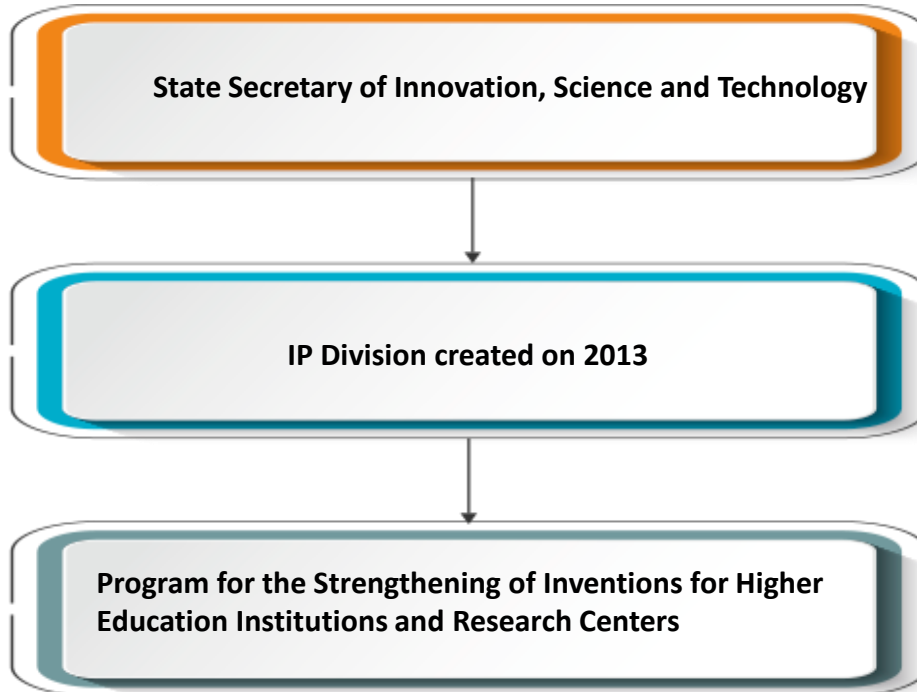 State Secretary of Innovation, Science and Technology
IP Division created on 2013
Program for the Strengthening of Inventions for Higher
Education Institutions and Research Centers